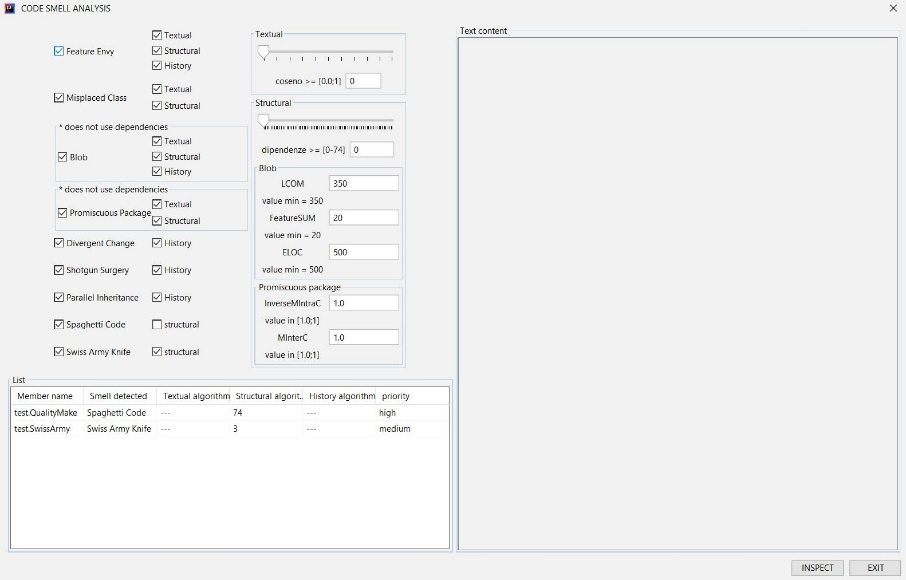 CODE SMELL ANALYSIS
Feature Envy
Textual
Structural
History
Misplaced Class
Textual
Structural
* does not use dependencies
Blob
Textual
Structural
History
* does not use dependencies
Promiscuous Package
Textual
Structural
Divergent Change
History
Shotgun Surgery
History
Parallel Inheritance
History
Spaghetti Code
structural
Swiss Army Knife
structural
Textual
coseno >= [0.0;1] 0
Structural
dipendenze >= [0-74] 0
Blob
LCOM 350
value min = 350
FeatureSUM 20
value min = 20
ELOC 500
value min = 500
Promiscuous package
InverseMIntraC 1.0
value in [1.0;1]
MInterC 1.0
value in [1.0;1]
List
Member name Smell detected Textual algorithm Structural algorit... History algorithm priority
test.QualityMake Spaghetti Code --- 74 --- high
test.SwissArmy Swiss Army Knife --- 3 --- medium
Text content
INSPECT EXIT